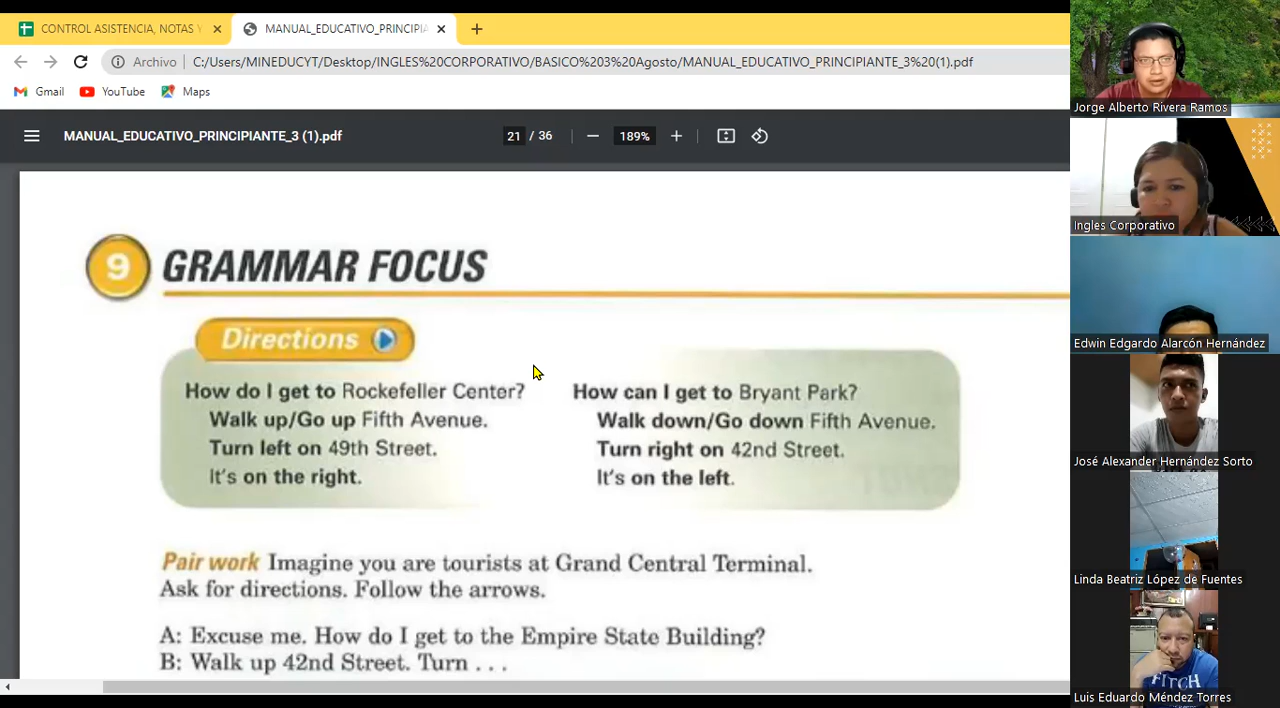 CONTROL ASISTENCIA, NOTAS Y
MANUAL_EDUCATIVO_PRINCIPIA
Archivo
C:/Users/MINEDUCYT/Desktop/INGLES%20CORPORATIVO/BASICO%203%20Agosto/MANUAL_EDUCATIVO_PRINCIPIANTE_3%20(1).pdf
Gmail
YouTube
Maps
MANUAL_EDUCATIVO_PRINCIPIANTE_3 (1).pdf
21 / 36
189%
9 GRAMMAR FOCUS
Directions
How do I get to Rockefeller Center?
Walk up/Go up Fifth Avenue.
Turn left on 49th Street.
It's on the right.
How can I get to Bryant Park?
Walk down/Go down Fifth Avenue.
Turn right on 42nd Street.
It's on the left.
Pair work Imagine you are tourists at Grand Central Terminal.
Ask for directions. Follow the arrows.
A: Excuse me. How do I get to the Empire State Building?
B: Walk up 42nd Street. Turn . . .
Jorge Alberto Rivera Ramos
Ingles Corporativo
Edwin Edgardo Alarcón Hernández
José Alexander Hernández Sorto
Linda Beatriz López de Fuentes
FITCH
Luis Eduardo Méndez Torres